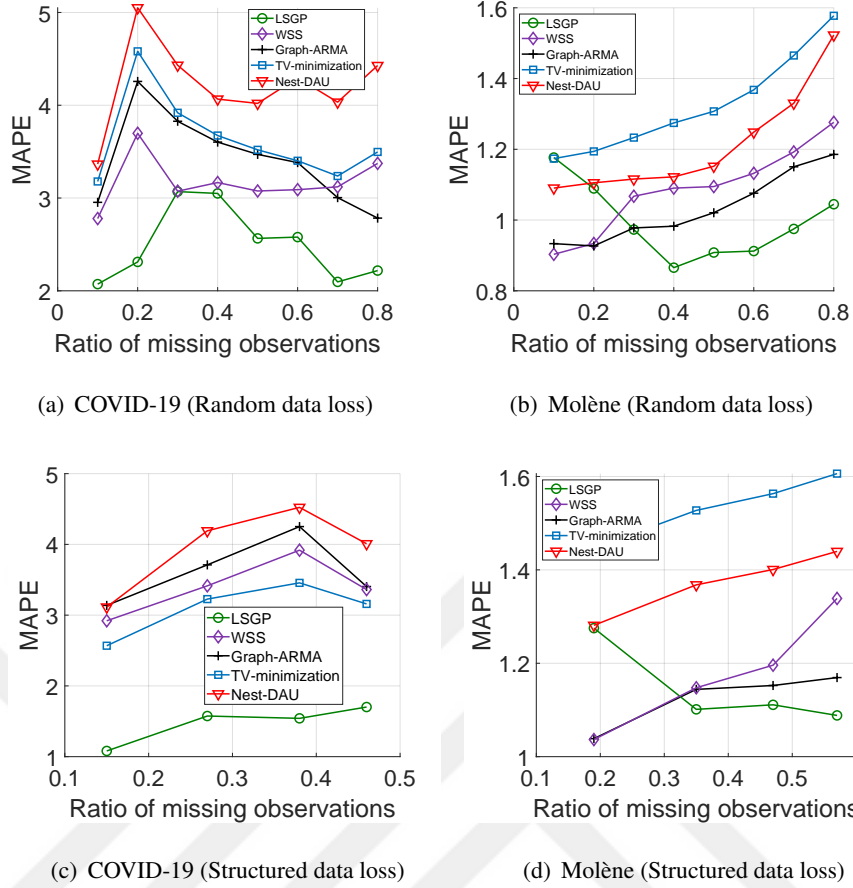 5
4
3
2
0
0.2
0.4
0.6
0.8
MAPE
Ratio of missing observations
LSGP
WSS
Graph-ARMA
TV-minimization
Nest-DAU
(a) COVID-19 (Random data loss)
1.6
1.4
1.2
1
0.8
0
0.2
0.4
0.6
0.8
MAPE
Ratio of missing observations
LSGP
WSS
Graph-ARMA
TV-minimization
Nest-DAU
(b) Molène (Random data loss)
5
4
3
2
1
0.1
0.2
0.3
0.4
0.5
MAPE
Ratio of missing observations
LSGP
WSS
Graph-ARMA
TV-minimization
Nest-DAU
(c) COVID-19 (Structured data loss)
1.6
1.4
1.2
1
0.1
0.2
0.3
0.4
0.5
MAPE
Ratio of missing observations
LSGP
WSS
Graph-ARMA
TV-minimization
Nest-DAU
(d) Molène (Structured data loss)